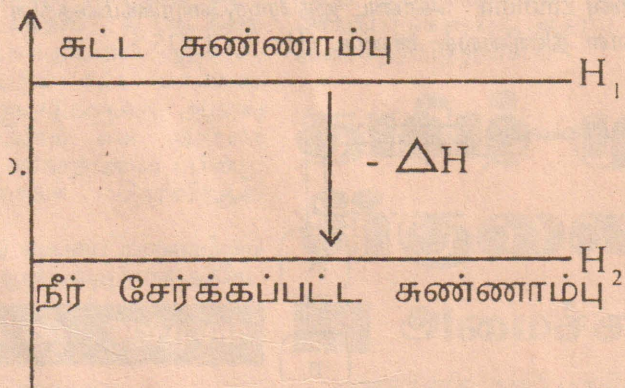 சுட்ட சுண்ணாம்பு
H₁
- ΔH
H₂
நீர் சேர்க்கப்பட்ட சுண்ணாம்பு